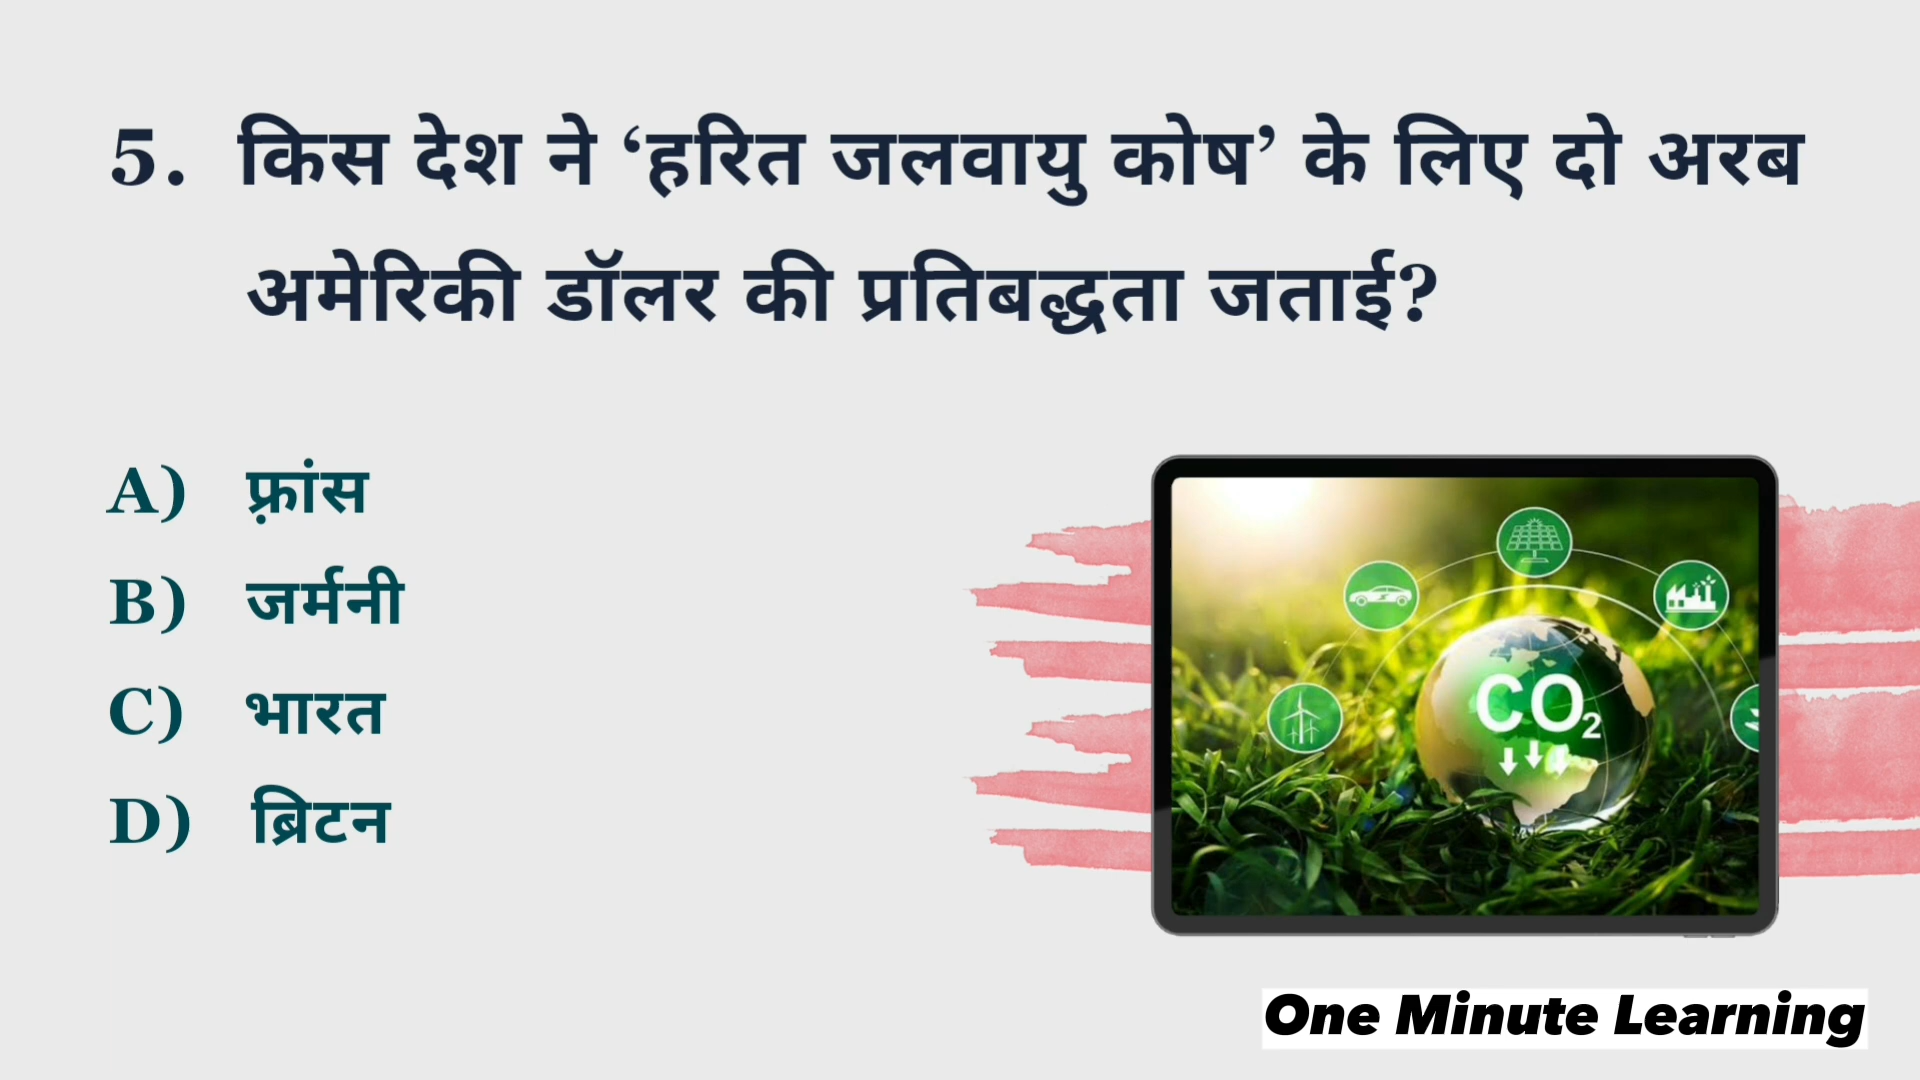 5. किस देश ने ‘हरित जलवायु कोष’ के लिए दो अरब
अमेरिकी डॉलर की प्रतिबद्धता जताई?
A) फ़्रांस
B) जर्मनी
C) भारत
D) ब्रिटन
CO₂
One Minute Learning